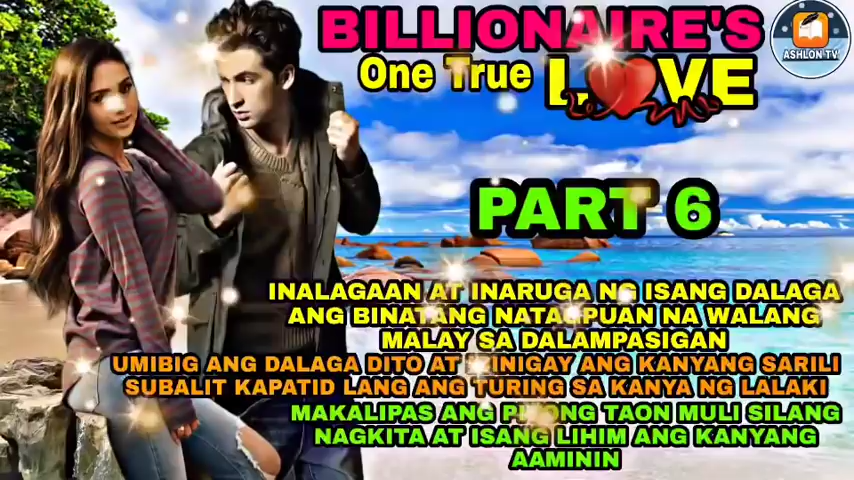 BILLIONAIRE'S
ASHLON TV
One True LOVE
PART 6
INALAGAAN AT INARUGA NG ISANG DALAGA
ANG BINATANG NATAGPUAN NA WALANG
MALAY SA DALAMPASIGAN
UMIBIG ANG DALAGA DITO AT IBINIGAY ANG KANYANG SARILI
SUBALIT KAPATID LANG ANG TURING SA KANYA NG LALAKI
MAKALIPAS ANG PITONG TAON MULI SILANG
NAGKITA AT ISANG LIHIM ANG KANYANG
AAMININ